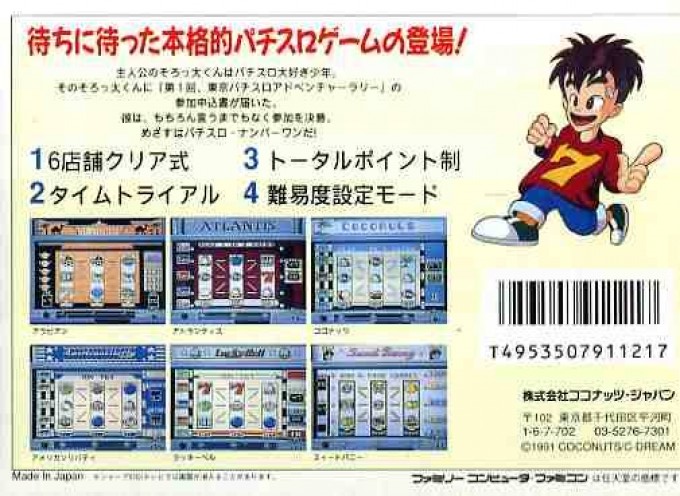 待ちに待った本格的パチスロゲームの登場!
主人公のそろっ太くんはパチスロ大好き少年。
そのそろっ太くんに「第1回、東京パチスロアドベンチャーラリー」の
参加申込書が届いた。
彼は、もちろん言うまでもなく参加を決勝。
めざすはパチスロ・ナンバーワンだ!
1 6店舗クリア式
3 トータルポイント制
2 タイムトライアル
4 難易度設定モード
ATLANTIS
COCONUTS
アラビアン
アトランティス
ココナッツ
Lucky Bell
Sweet Bunny
アメリカンリバティ
ラッキーベル
スィートバニー
7
T4953507911217
株式会社ココナッツ・ジャパン
〒102 東京都千代田区平河町
1-6-7-702 03-5276-7301
©1991 COCONUTS/C-DREAM
Made in Japan
ファミリーコンピュータ・ファミコンは任天堂の商標です